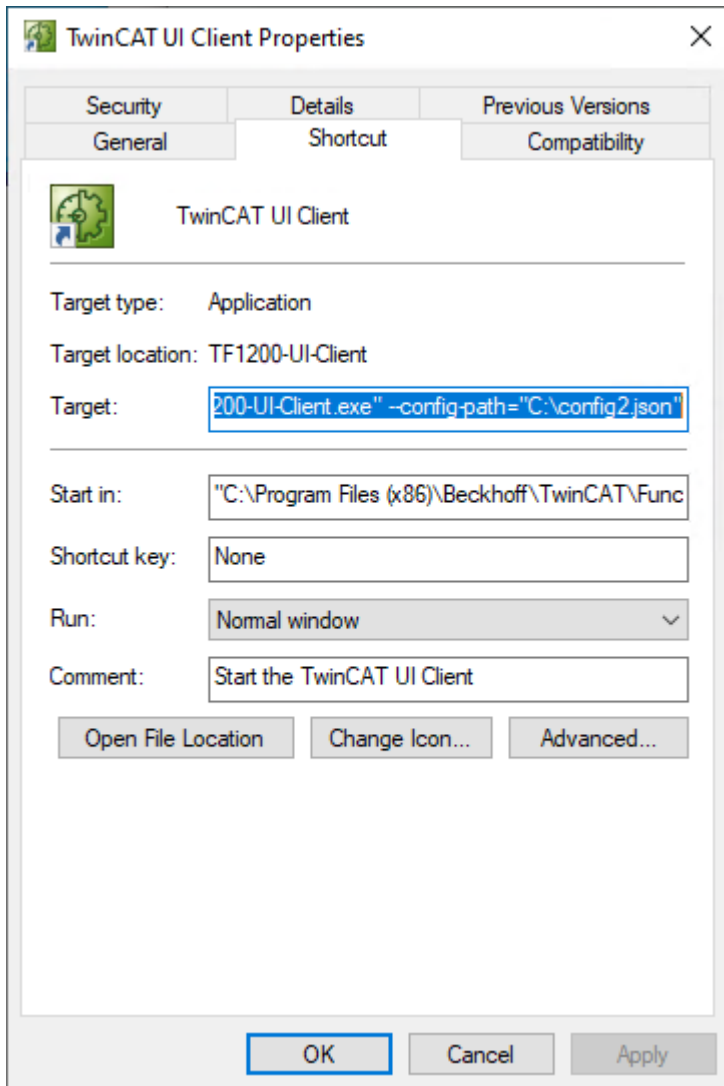 TwinCAT UI Client Properties
Security Details Previous Versions
General Shortcut Compatibility
TwinCAT UI Client
Target type: Application
Target location: TF1200-UI-Client
Target: 200-UI-Client.exe" --config-path="C:\config2.json"
Start in: "C:\Program Files (x86)\Beckhoff\TwinCAT\Func
Shortcut key: None
Run: Normal window
Comment: Start the TwinCAT UI Client
Open File Location Change Icon... Advanced...
OK Cancel Apply